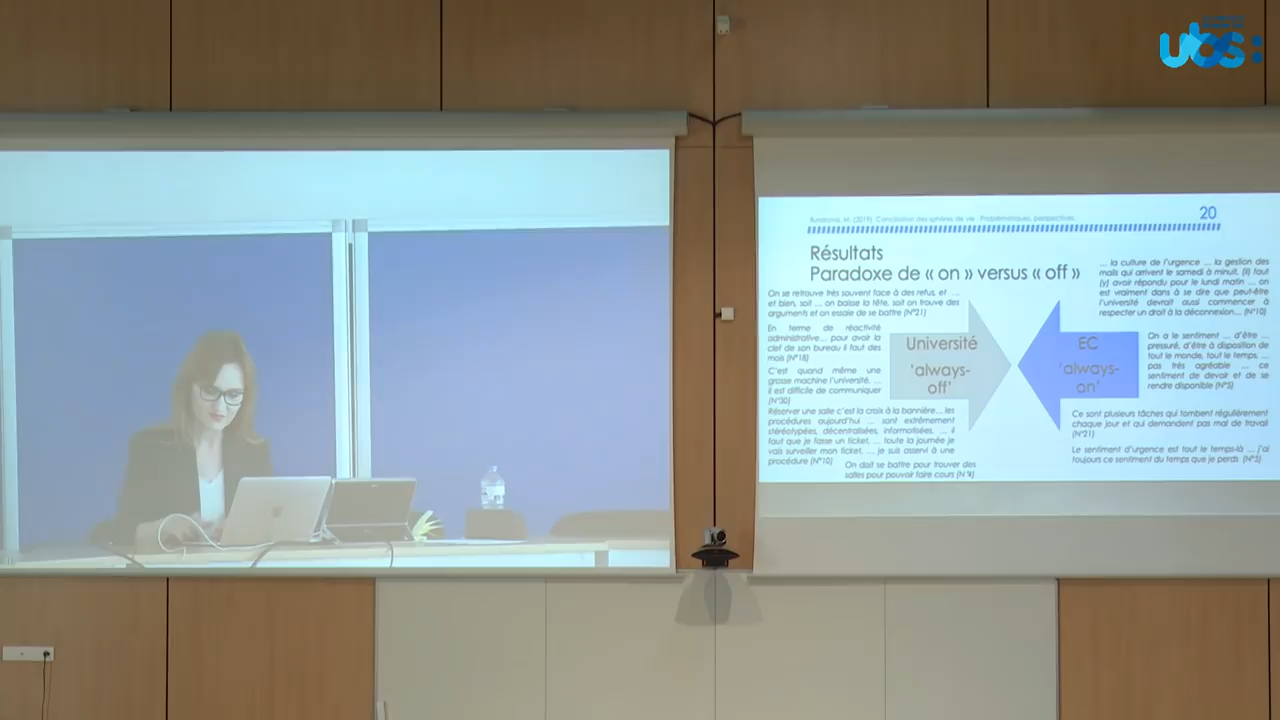 ubs:
(2019). Conciliation des sphères de vie : Problématiques, perspectives
20
Résultats
Paradoxe de « on » versus « off »
On se retrouve très souvent face à des refus, et ...
et bien, soit ... on baisse la tête, soit on trouve des
arguments et on essaie de se battre (N°21)
En terme de réactivité
administrative... pour avoir la
clef de son bureau il faut des
mois (N°18)
C'est quand même une
grosse machine l'université, ...
il est difficile de communiquer
(N°30)
Réserver une salle c'est la croix à la bannière... les
procédures aujourd'hui ... sont extrêmement
stéréotypées, décentralisées, informatisées, ... il
faut que je fasse un ticket, ... toute la journée je
vais surveiller mon ticket, ... je suis asservi à une
procédure (N°10)
On doit se battre pour trouver des
salles pour pouvoir faire cours (N°4)
Université
'always-
off'
EC
'always-
on'
... la culture de l'urgence ... la gestion des
mails qui arrivent le samedi à minuit, (il) faut
(y) avoir répondu pour le lundi matin ... on
est vraiment dans à se dire que peut-être
l'université devrait aussi commencer à
respecter un droit à la déconnexion... (N°10)
On a le sentiment ... d'être ...
pressuré, d'être à disposition de
tout le monde, tout le temps, ...
pas très agréable ... ce
sentiment de devoir et de se
rendre disponible (N°5)
Ce sont plusieurs tâches qui tombent régulièrement
chaque jour et qui demandent pas mal de travail
(N°21)
Le sentiment d'urgence est tout le temps-là ... j'ai
toujours ce sentiment du temps que je perds (N°5)